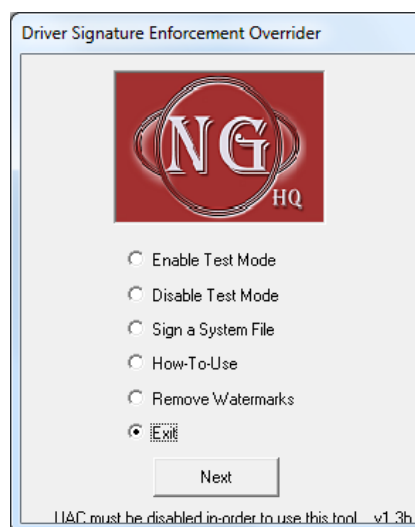 Driver Signature Enforcement Overrider
NG
HQ
Enable Test Mode
Disable Test Mode
Sign a System File
How-To-Use
Remove Watermarks
Exit
Next
UAC must be disabled in-order to use this tool. v1.3b